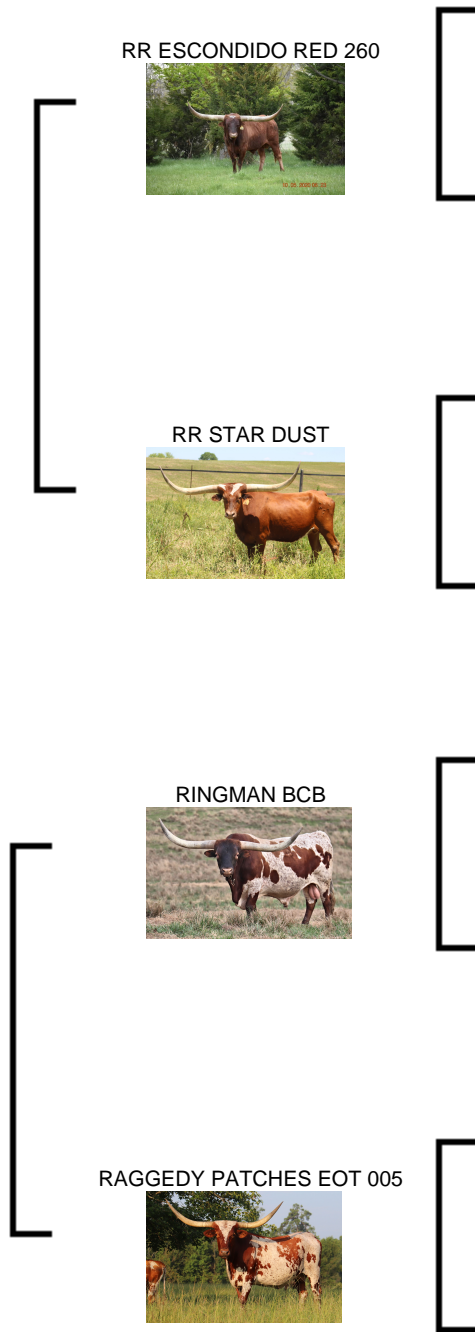 RR ESCONDIDO RED 260
RR STAR DUST
RINGMAN BCB
RAGGEDY PATCHES EOT 005